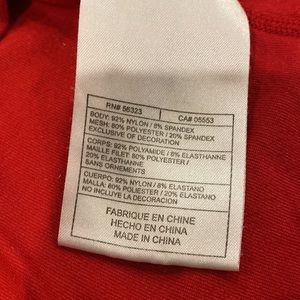 RN# 56323 CA# 05553
BODY: 92% NYLON / 8% SPANDEX
MESH: 80% POLYESTER / 20% SPANDEX
EXCLUSIVE OF DECORATION
CORPS: 92% POLYAMIDE / 8% ELASTHANNE
MAILLE FILET: 80% POLYESTER /
20% ELASTHANNE
SANS ORNEMENTS
CUERPO: 92% NYLON / 8% ELASTANO
MALLA: 80% POLIESTER / 20% ELASTANO
NO INCLUYE LA DECORACION
FABRIQUE EN CHINE
HECHO EN CHINA
MADE IN CHINA